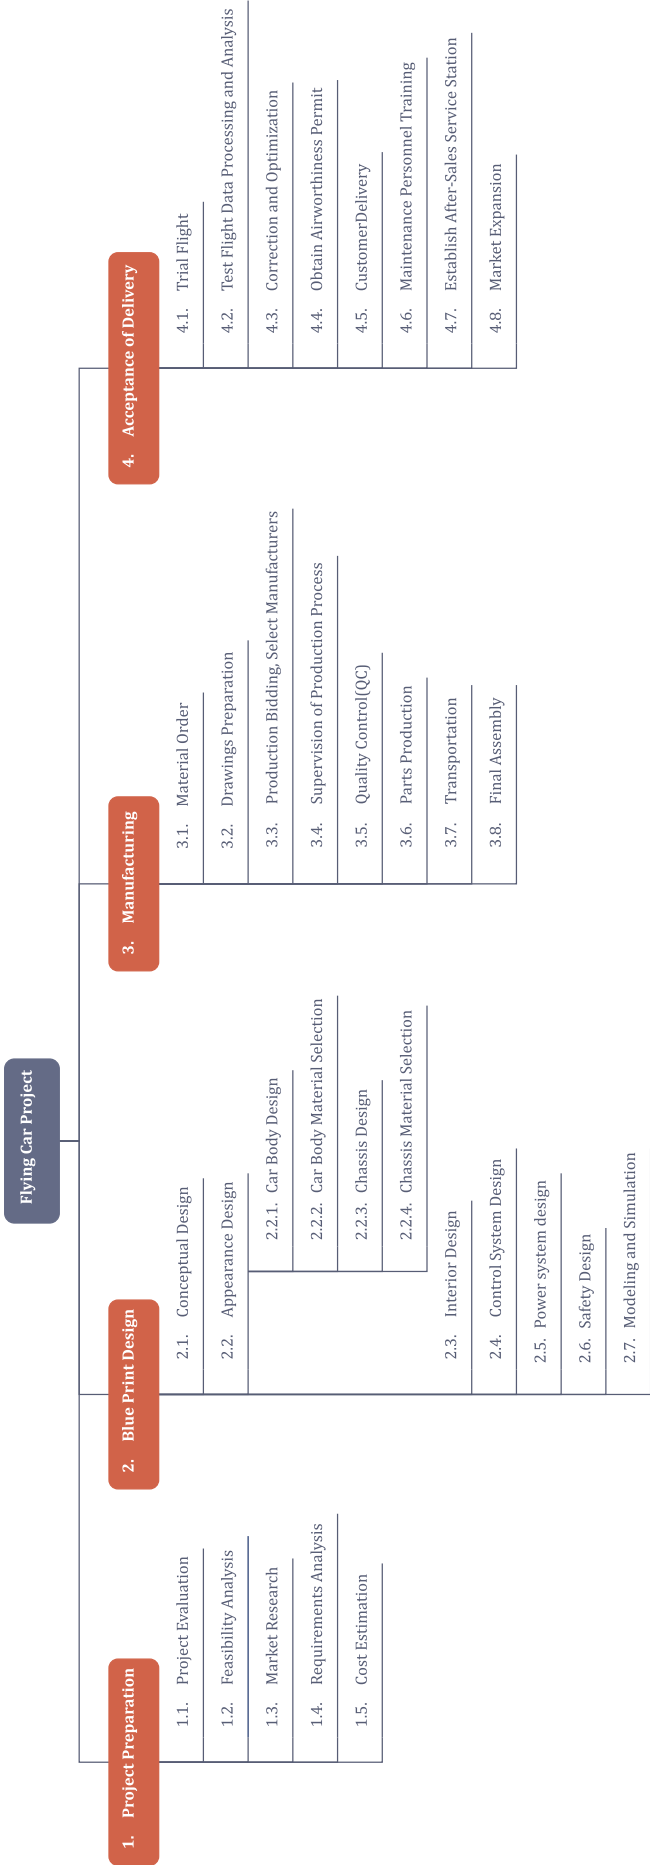 Flying Car Project
1. Project Preparation
1.1. Project Evaluation
1.2. Feasibility Analysis
1.3. Market Research
1.4. Requirements Analysis
1.5. Cost Estimation
2. Blue Print Design
2.1. Conceptual Design
2.2. Appearance Design
2.2.1. Car Body Design
2.2.2. Car Body Material Selection
2.2.3. Chassis Design
2.2.4. Chassis Material Selection
2.3. Interior Design
2.4. Control System Design
2.5. Power system design
2.6. Safety Design
2.7. Modeling and Simulation
3. Manufacturing
3.1. Material Order
3.2. Drawings Preparation
3.3. Production Bidding, Select Manufacturers
3.4. Supervision of Production Process
3.5. Quality Control(QC)
3.6. Parts Production
3.7. Transportation
3.8. Final Assembly
4. Acceptance of Delivery
4.1. Trial Flight
4.2. Test Flight Data Processing and Analysis
4.3. Correction and Optimization
4.4. Obtain Airworthiness Permit
4.5. CustomerDelivery
4.6. Maintenance Personnel Training
4.7. Establish After-Sales Service Station
4.8. Market Expansion